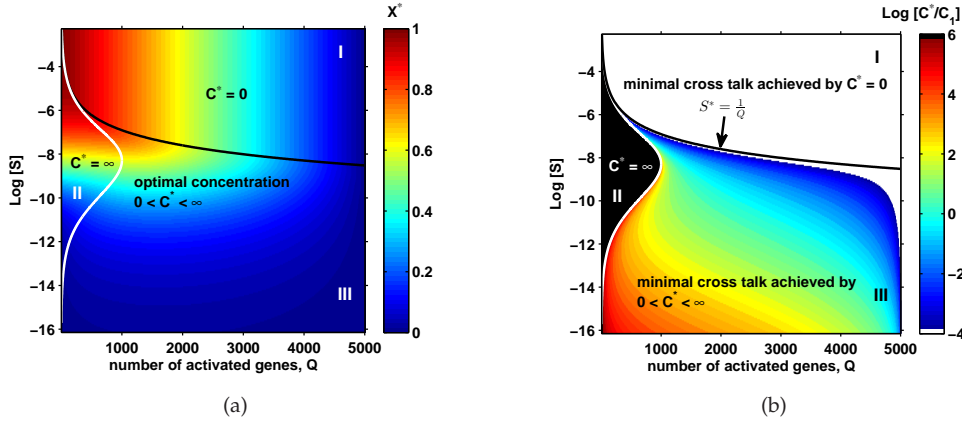 X*
1
0.8
0.6
0.4
0.2
0
Log [S]
−4
−6
−8
−10
−12
−14
−16
I
C* = 0
C* = ∞
II
optimal concentration
0 < C* < ∞
III
1000 2000 3000 4000 5000
number of activated genes, Q
(a)
Log [C*/C₁]
6
4
2
0
−2
−4
Log [S]
−4
−6
−8
−10
−12
−14
−16
I
minimal cross talk achieved by C* = 0
S* = 1/Q
C* = ∞
II
minimal cross talk achieved by
0 < C* < ∞
III
1000 2000 3000 4000 5000
number of activated genes, Q
(b)